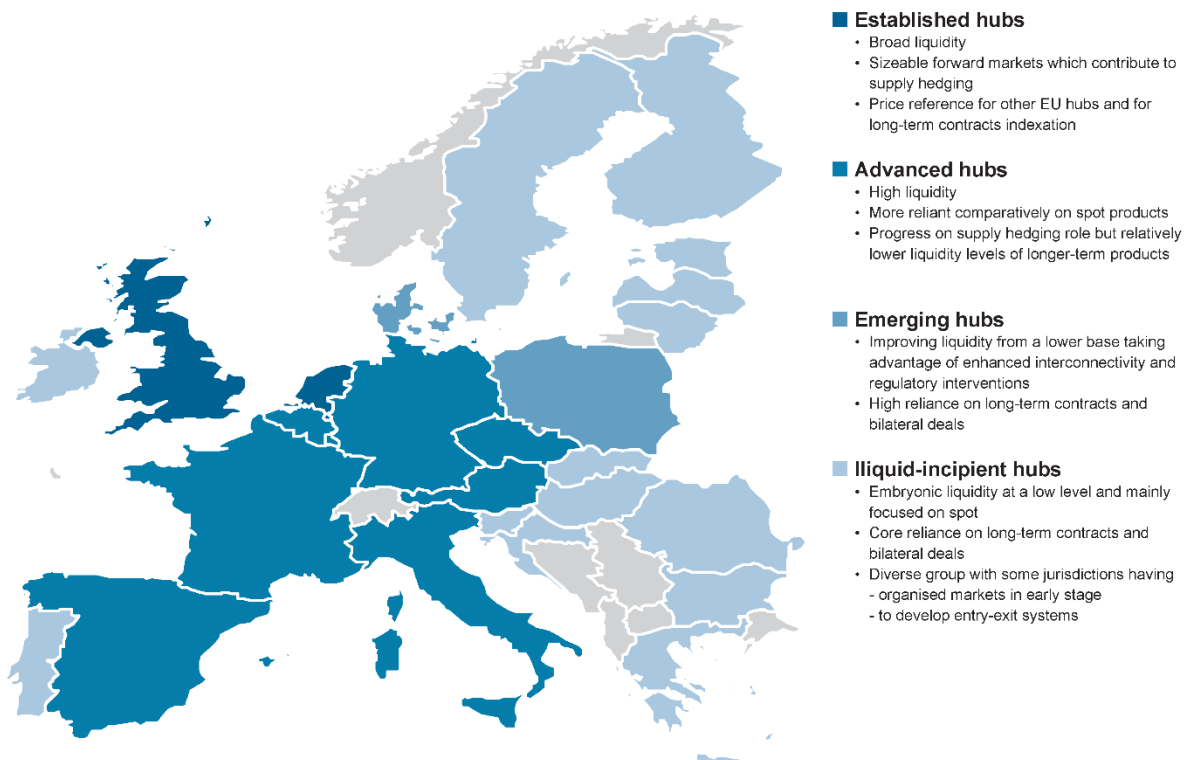 Established hubs
• Broad liquidity
• Sizeable forward markets which contribute to
supply hedging
• Price reference for other EU hubs and for
long-term contracts indexation
Advanced hubs
• High liquidity
• More reliant comparatively on spot products
• Progress on supply hedging role but relatively
lower liquidity levels of longer-term products
Emerging hubs
• Improving liquidity from a lower base taking
advantage of enhanced interconnectivity and
regulatory interventions
• High reliance on long-term contracts and
bilateral deals
Iliquid-incipient hubs
• Embryonic liquidity at a low level and mainly
focused on spot
• Core reliance on long-term contracts and
bilateral deals
• Diverse group with some jurisdictions having
- organised markets in early stage
- to develop entry-exit systems